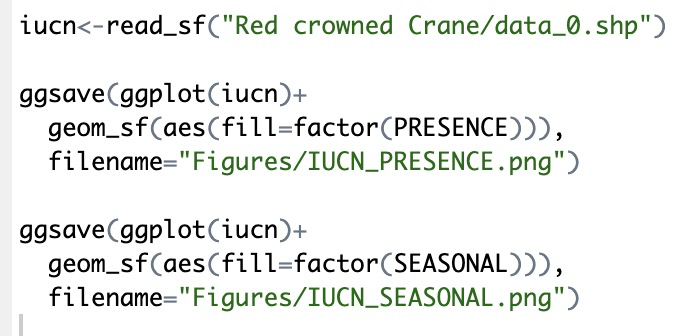 iucn<-read_sf("Red crowned Crane/data_0.shp")
ggsave(ggplot(iucn)+
geom_sf(aes(fill=factor(PRESENCE))),
filename="Figures/IUCN_PRESENCE.png")
ggsave(ggplot(iucn)+
geom_sf(aes(fill=factor(SEASONAL))),
filename="Figures/IUCN_SEASONAL.png")